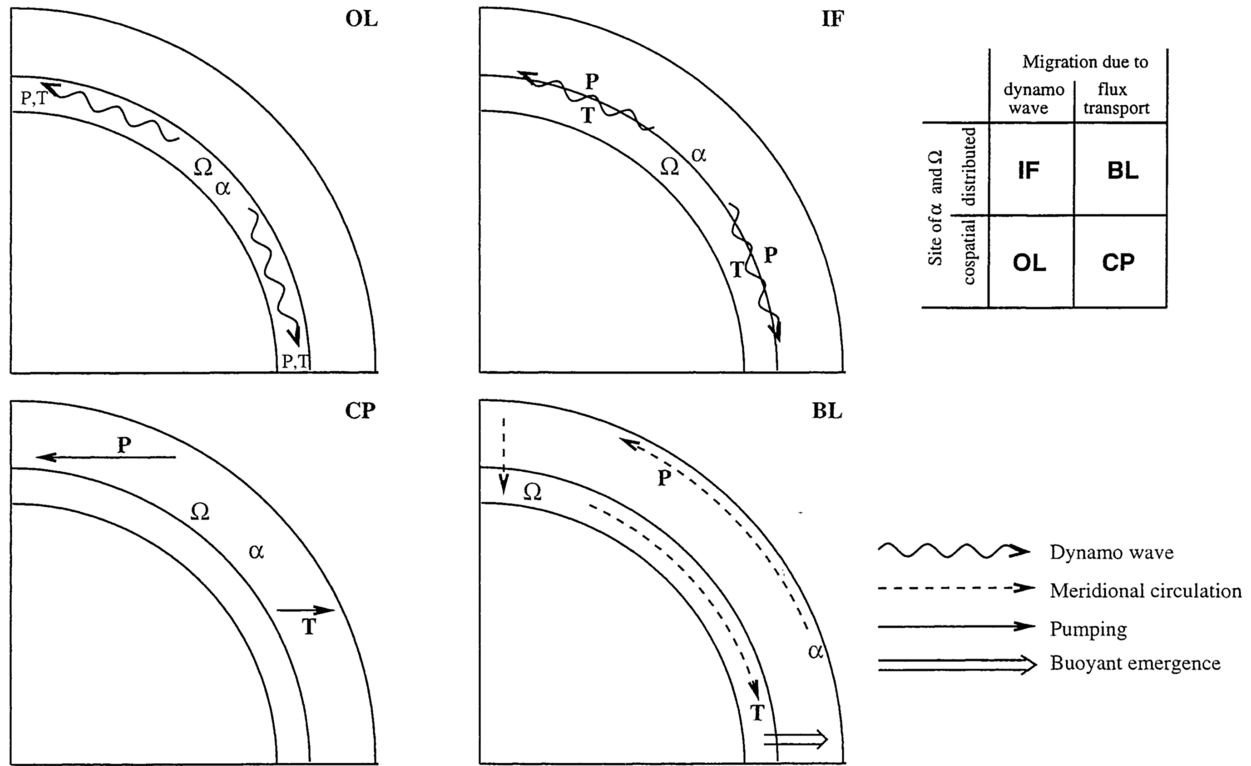 OL
P,T
Ω
α
P,T
IF
P
T
Ω
α
P
T
Migration due to
dynamo
wave
flux
transport
Site of α and Ω
distributed
cospatial
IF
BL
OL
CP
CP
P
Ω
α
T
BL
P
Ω
α
T
Dynamo wave
Meridional circulation
Pumping
Buoyant emergence